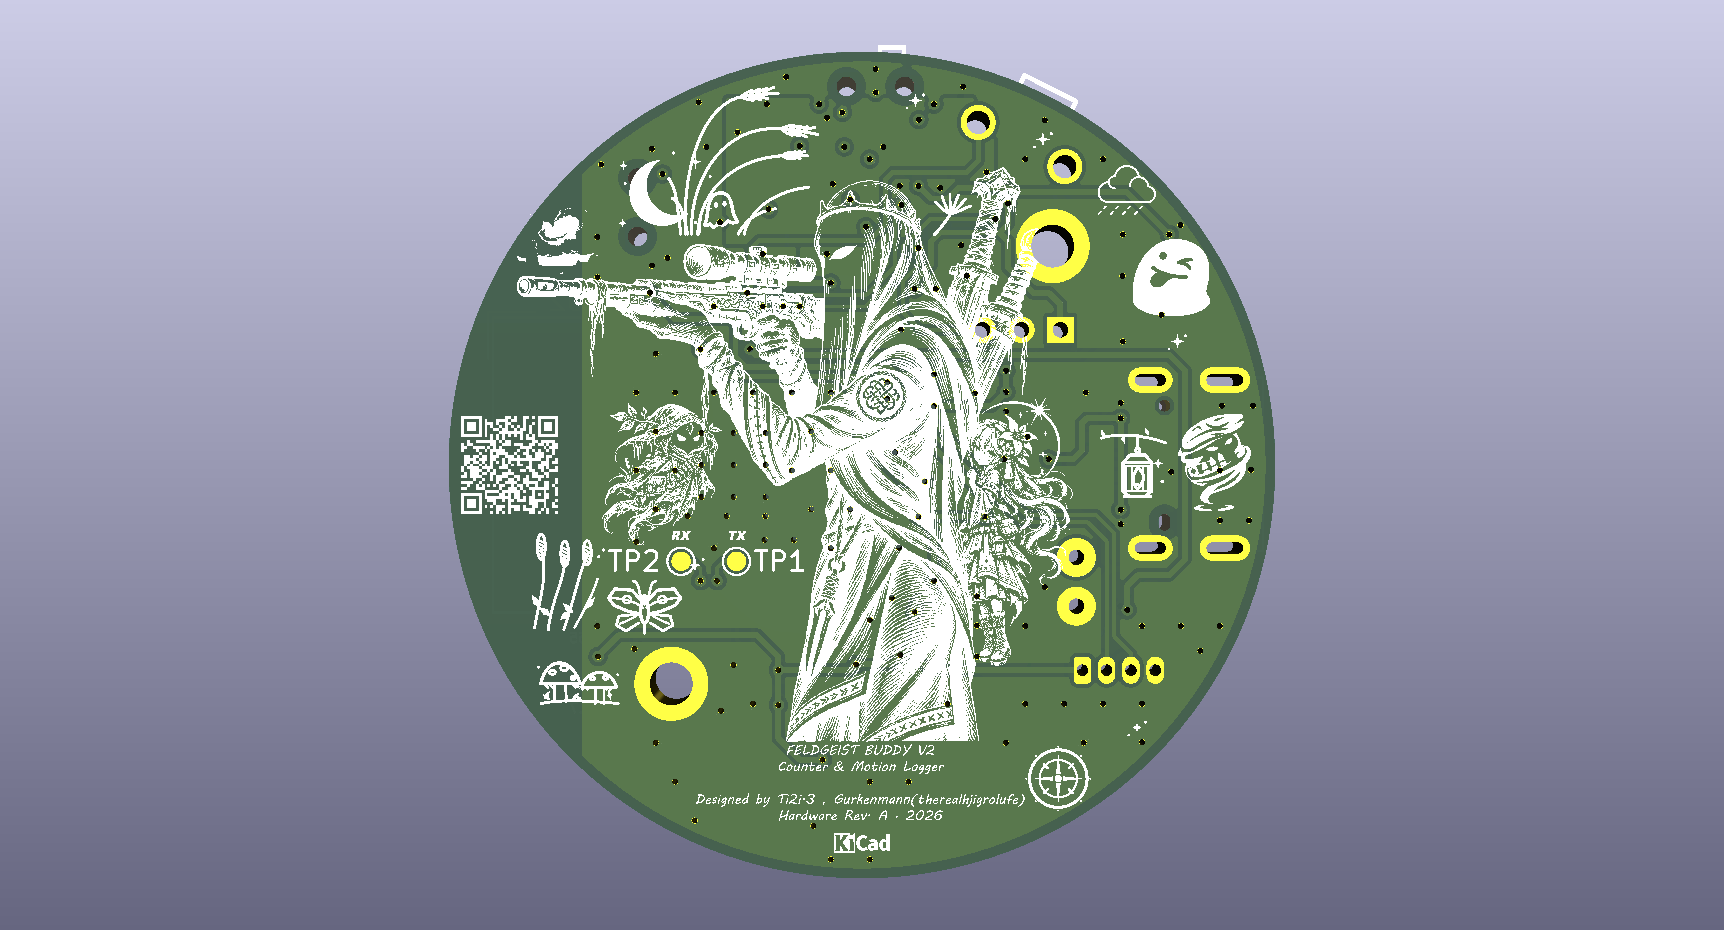 RX TX
TP2 TP1
FELDGEIST BUDDY V2
Counter & Motion Logger
Designed by Ti2i-3 , Gurkenmann(therealhjigrolufe)
Hardware Rev. A - 2026
KiCad